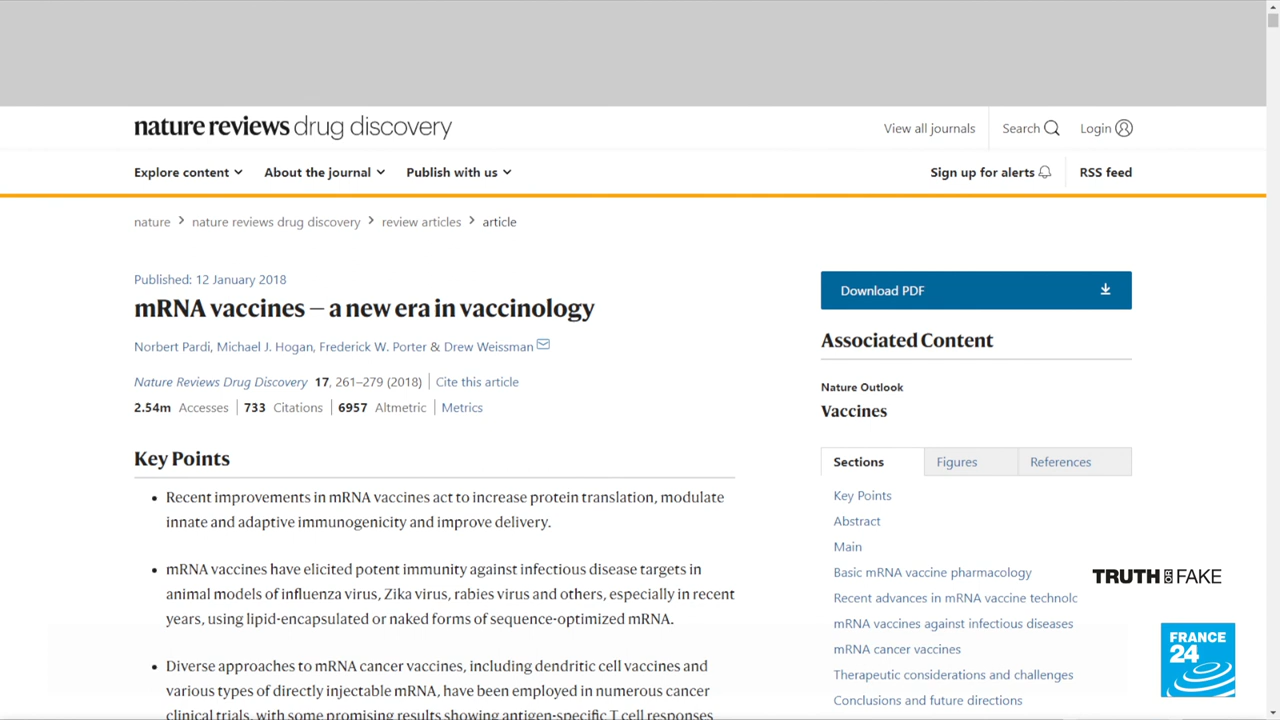 nature reviews drug discovery
View all journals
Search
Login
Explore content
About the journal
Publish with us
Sign up for alerts
RSS feed
nature > nature reviews drug discovery > review articles > article
Published: 12 January 2018
mRNA vaccines — a new era in vaccinology
Norbert Pardi, Michael J. Hogan, Frederick W. Porter & Drew Weissman
Nature Reviews Drug Discovery 17, 261–279 (2018) | Cite this article
2.54m Accesses | 733 Citations | 6957 Altmetric | Metrics
Key Points
• Recent improvements in mRNA vaccines act to increase protein translation, modulate
innate and adaptive immunogenicity and improve delivery.
• mRNA vaccines have elicited potent immunity against infectious disease targets in
animal models of influenza virus, Zika virus, rabies virus and others, especially in recent
years, using lipid-encapsulated or naked forms of sequence-optimized mRNA.
• Diverse approaches to mRNA cancer vaccines, including dendritic cell vaccines and
various types of directly injectable mRNA, have been employed in numerous cancer
clinical trials, with some promising results showing antigen-specific T cell responses
Download PDF
Associated Content
Nature Outlook
Vaccines
Sections
Figures
References
Key Points
Abstract
Main
Basic mRNA vaccine pharmacology
Recent advances in mRNA vaccine technolc
mRNA vaccines against infectious diseases
mRNA cancer vaccines
Therapeutic considerations and challenges
Conclusions and future directions
TRUTH OR FAKE
FRANCE
24